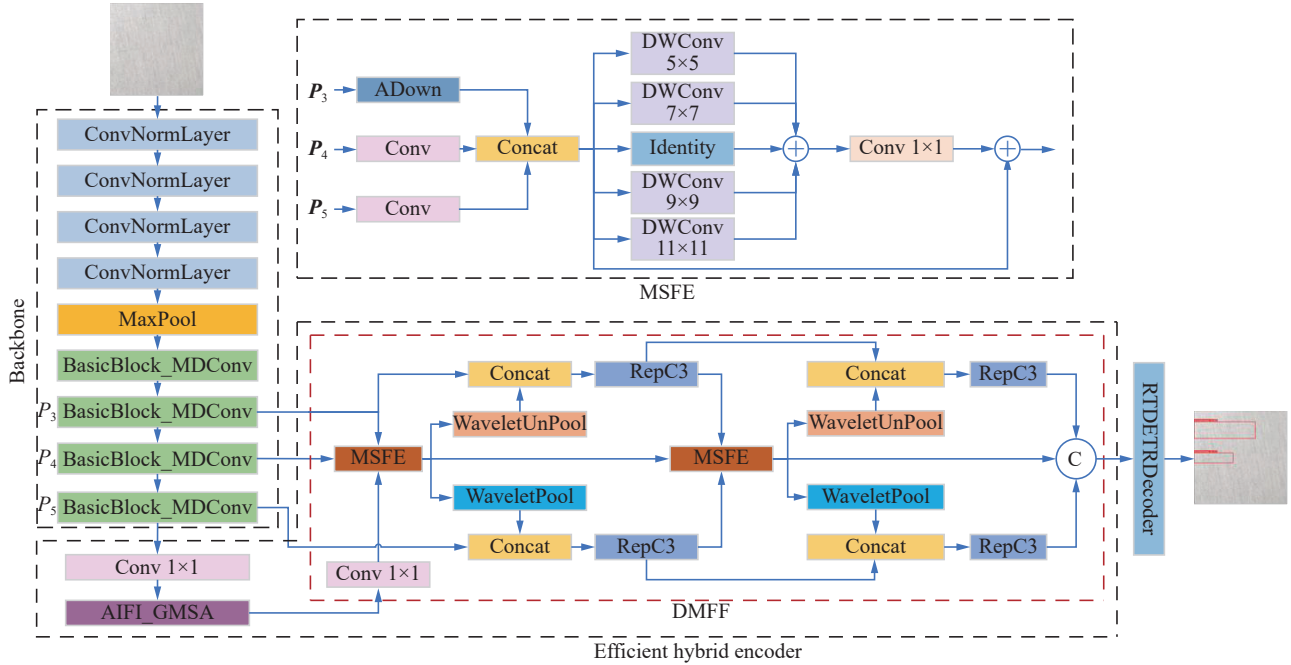 Backbone
ConvNormLayer
ConvNormLayer
ConvNormLayer
ConvNormLayer
MaxPool
BasicBlock_MDConv
P3 BasicBlock_MDConv
P4 BasicBlock_MDConv
P5 BasicBlock_MDConv
Conv 1×1
AIFI_GMSA
P3
ADown
P4
Conv
P5
Conv
Concat
DWConv
5×5
DWConv
7×7
Identity
DWConv
9×9
DWConv
11×11
+
Conv 1×1
+
MSFE
MSFE
Conv 1×1
Concat
RepC3
WaveletUnPool
WaveletPool
Concat
RepC3
MSFE
Concat
RepC3
WaveletUnPool
WaveletPool
Concat
RepC3
C
DMFF
RTDETRDecoder
Efficient hybrid encoder